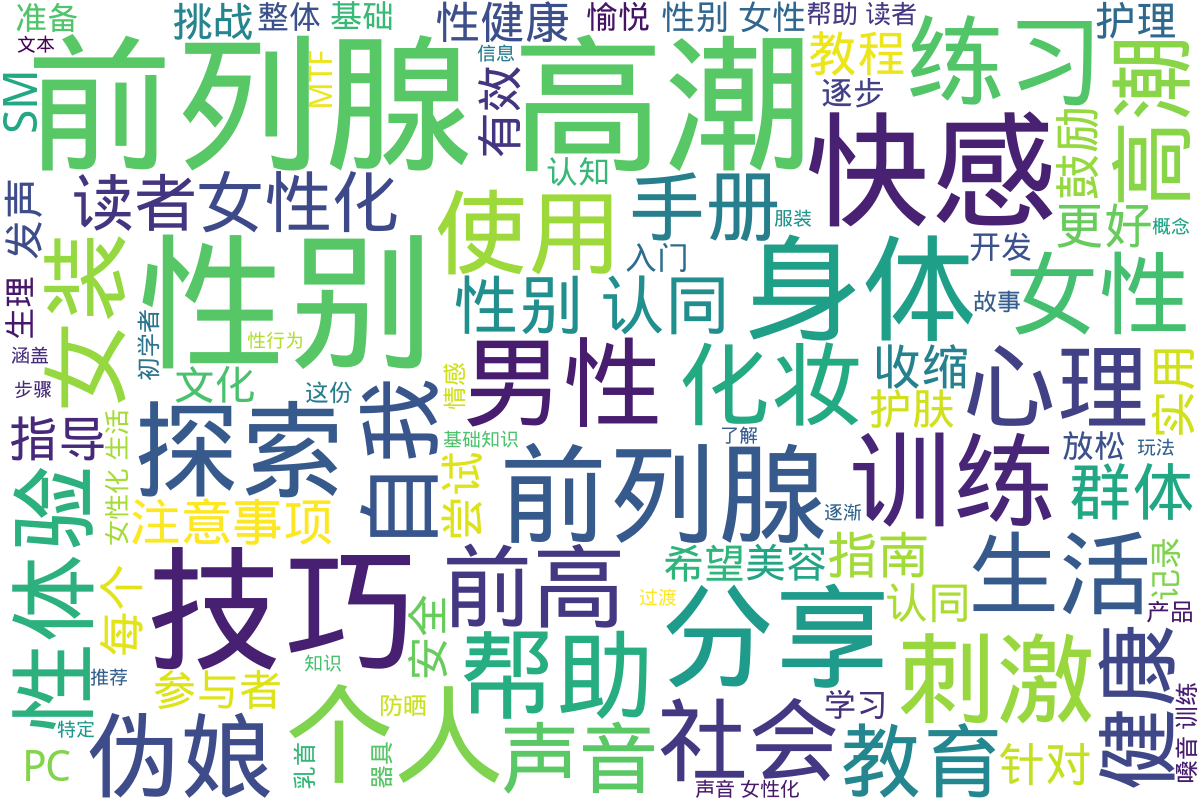 准备
文本
挑战
整体
基础
性健康
愉悦
性别 女性
帮助 读者
护理
SM
前列腺高潮
MTF
信息
有效
教程
逐步
练习
高潮
鼓励
快感
认知
读者
女性化
发声
使用
手册
服装
更好
概念
女装
性别
入门
身体
开发
女性
生理
初学者
性行为
性别 认同
故事
涵盖
步骤
文化
这份
情感
男性
化妆
收缩
心理
实用
护肤
指导
生活
女性化
探索
自我
基础知识
前列腺
了解
训练
放松
玩法
尝试
逐渐
群体
性体验
注意事项
每个
技巧
前高
希望
美容
指南
生活
记录
过渡
分享
认同
产品
安全
知识
帮助
刺激
健康
推荐
参与者
个人
防晒
声音
社会
学习
教育
针对
嗓音 训练
特定
PC
伪娘
乳首
器具
声音 女性化